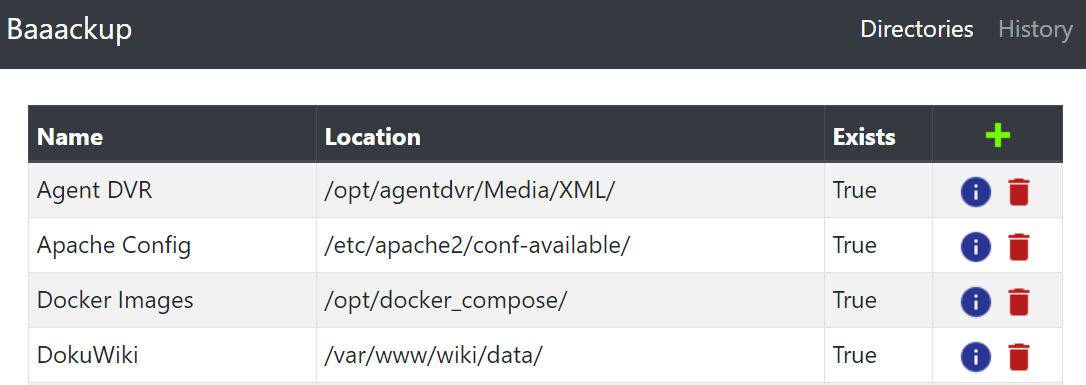 Baaackup Directories History
Name Location Exists
Agent DVR /opt/agentdvr/Media/XML/ True
Apache Config /etc/apache2/conf-available/ True
Docker Images /opt/docker_compose/ True
DokuWiki /var/www/wiki/data/ True